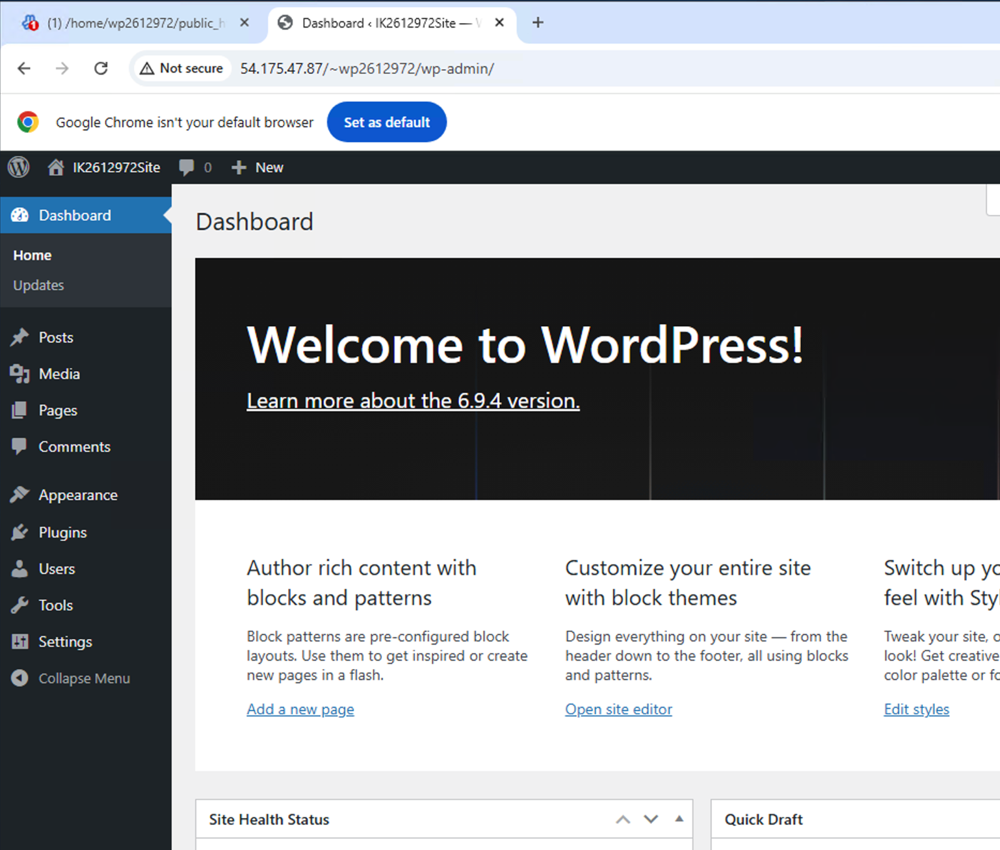 (1) /home/wp2612972/public_h
Dashboard ‹ IK2612972Site — W
Not secure
54.175.47.87/~wp2612972/wp-admin/
Google Chrome isn't your default browser
Set as default
IK2612972Site
0
New
Dashboard
Home
Updates
Posts
Media
Pages
Comments
Appearance
Plugins
Users
Tools
Settings
Collapse Menu
Dashboard
Welcome to WordPress!
Learn more about the 6.9.4 version.
Author rich content with
blocks and patterns
Block patterns are pre-configured block
layouts. Use them to get inspired or create
new pages in a flash.
Add a new page
Customize your entire site
with block themes
Design everything on your site — from the
header down to the footer, all using blocks
and patterns.
Open site editor
Switch up yo
feel with Sty
Tweak your site, o
look! Get creative
color palette or fo
Edit styles
Site Health Status
Quick Draft